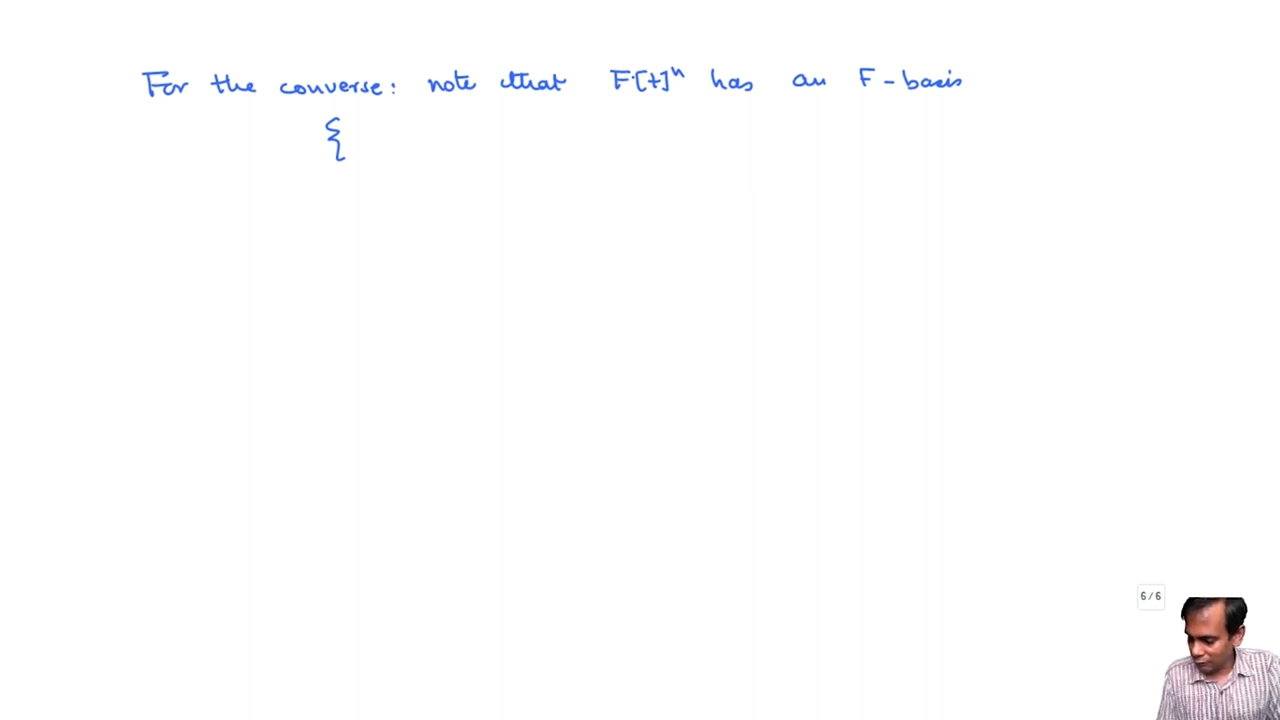 For the converse: note that F[t]^n has an F-basis
{
6/6